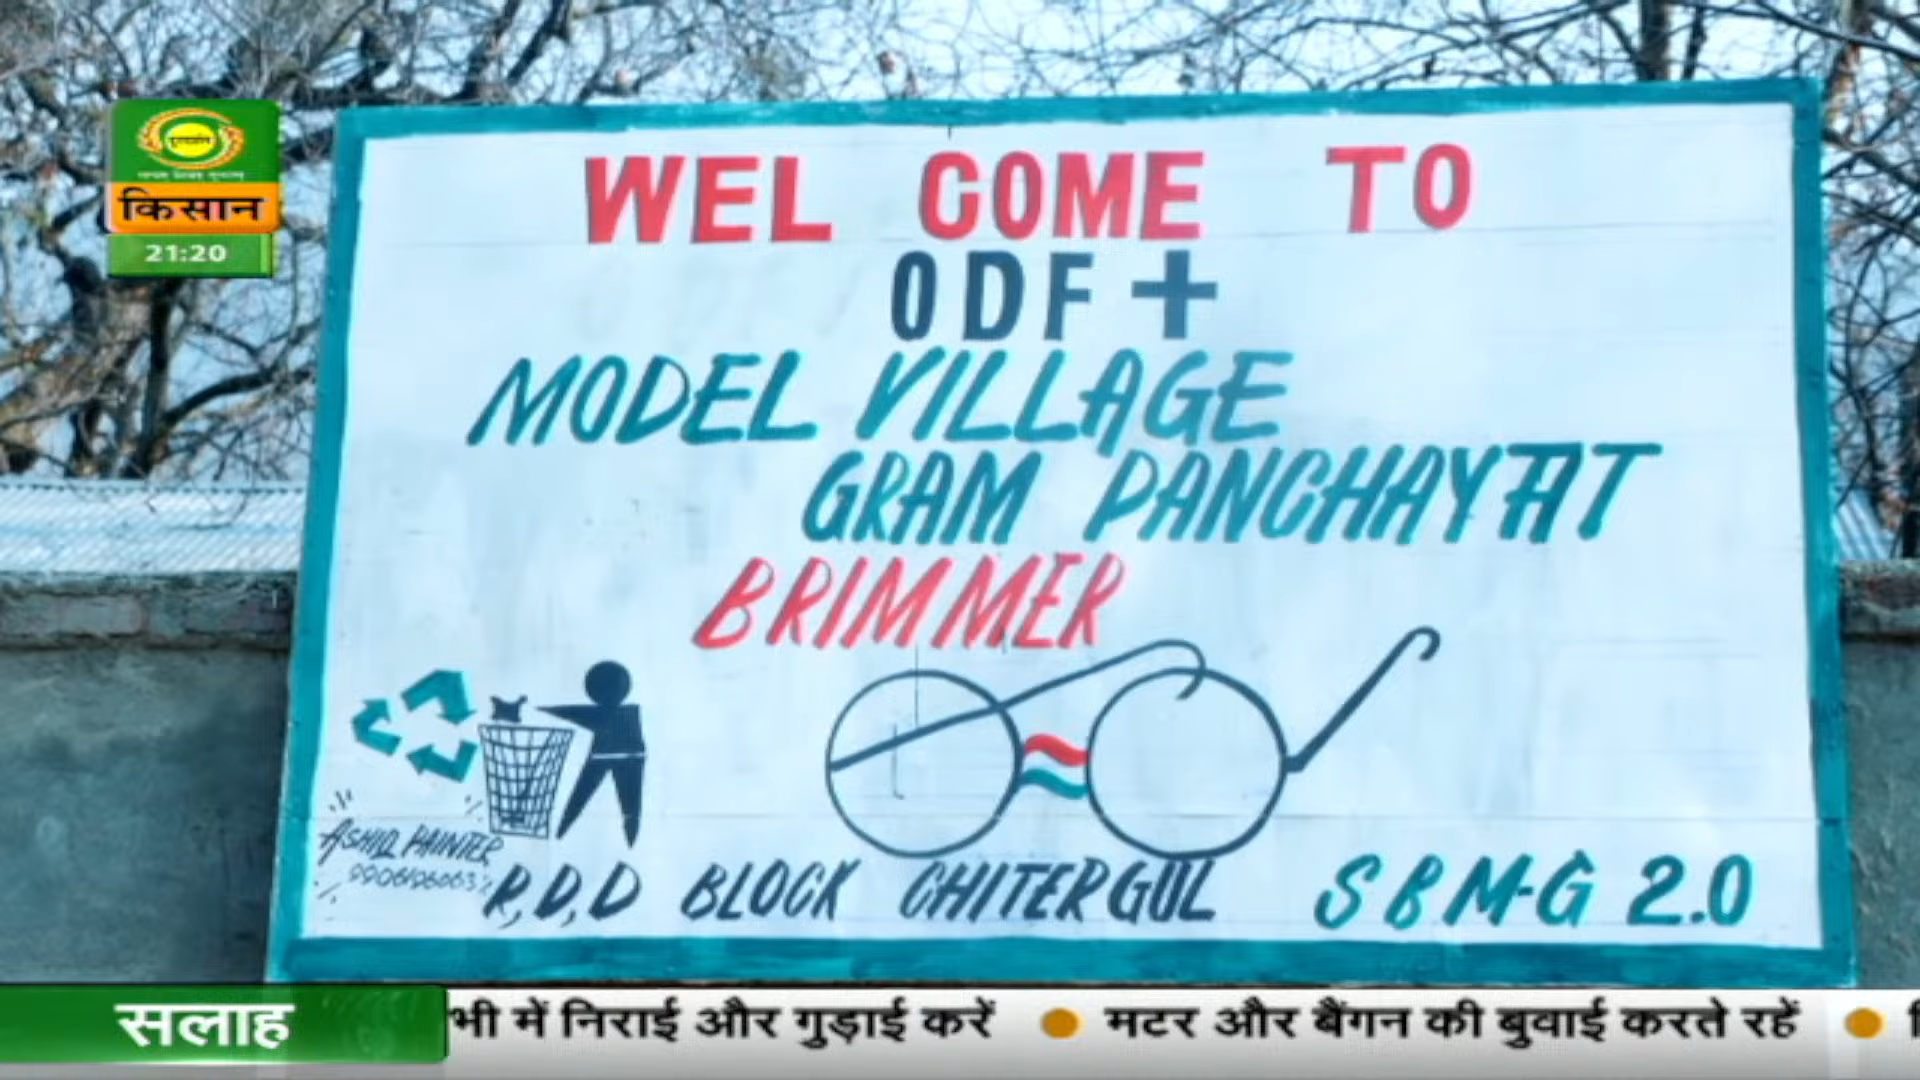 किसान
21:20
WEL COME TO
ODF+
MODEL VILLAGE
GRAM PANCHAYAT
BRIMMER
ASHIQ PAINTER
R,D,D BLOCK CHITERGUL SBM-G 2.0
सलाह भी में निराई और गुड़ाई करें ● मटर और बैंगन की बुवाई करते रहें ●